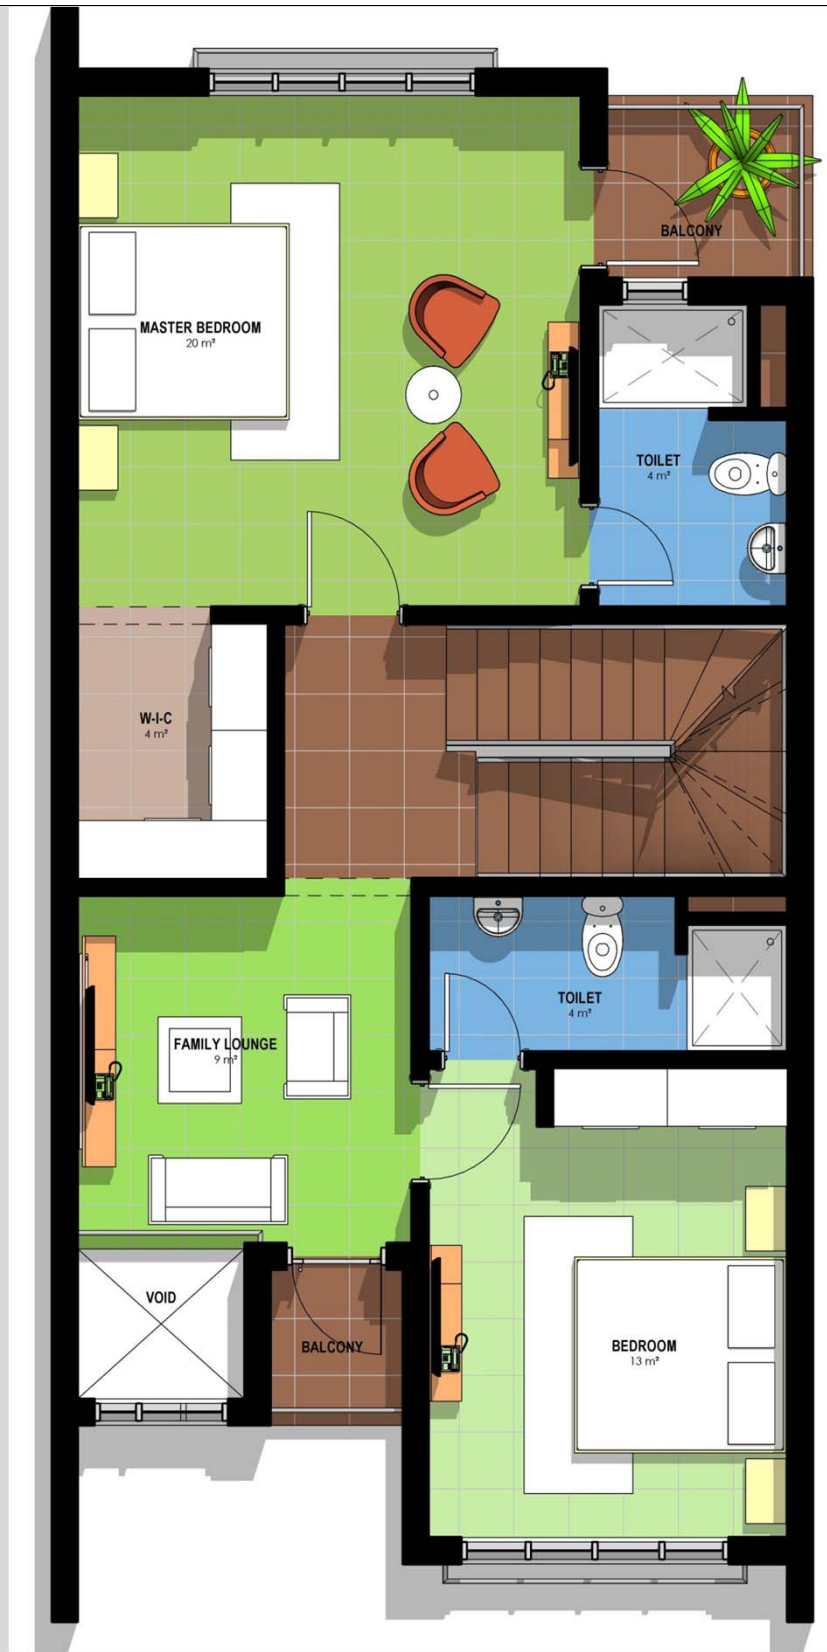 BALCONY
MASTER BEDROOM
20 m²
TOILET
4 m²
W-I-C
4 m²
TOILET
4 m²
FAMILY LOUNGE
9 m²
VOID
BALCONY
BEDROOM
13 m²